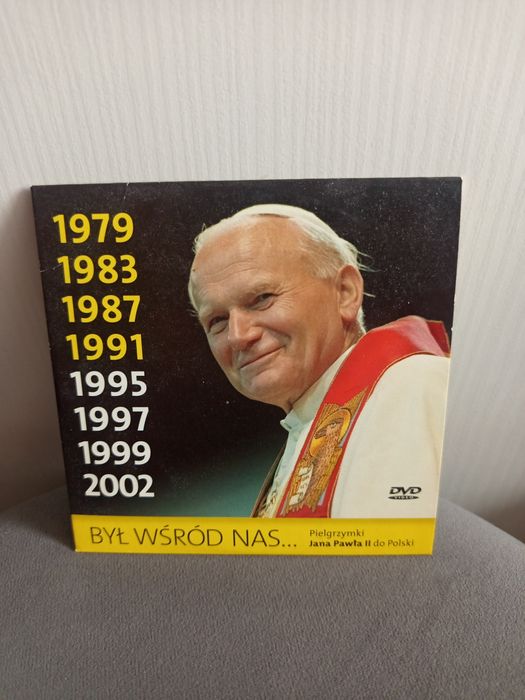 1979
1983
1987
1991
1995
1997
1999
2002
DVD
VIDEO
BYŁ WŚRÓD NAS...
Pielgrzymki
Jana Pawła II do Polski